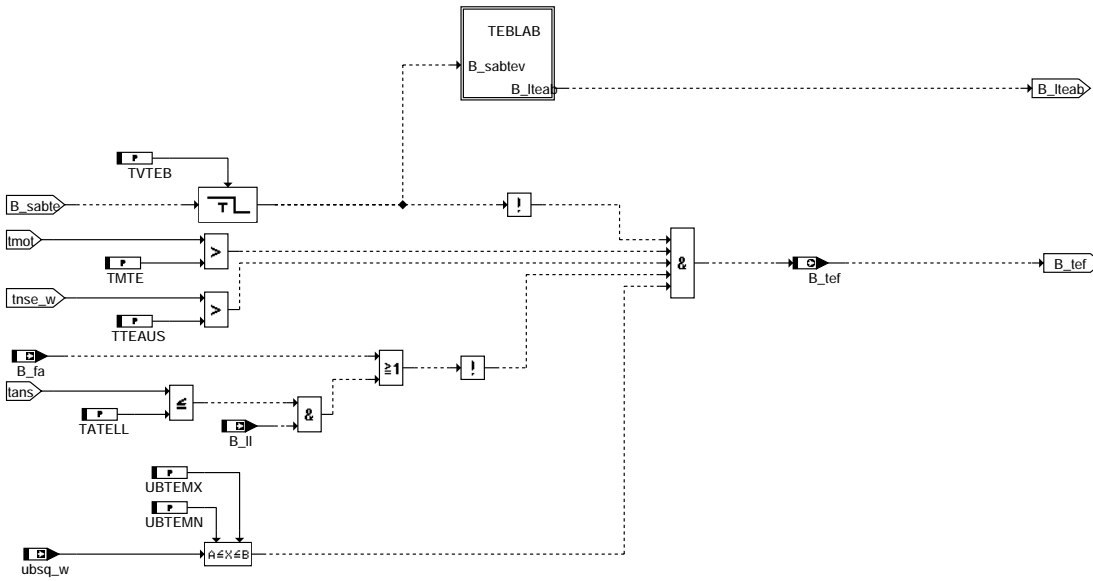 TEBLAB
B_sabtev
B_lteab
B_lteab
P
TVTEB
B_sabte
T
!
tmot
>
P
TMTE
&
B_tef
B_tef
tnse_w
>
P
TTEAUS
B_fa
≧1
!
tans
≦
P
TATELL
&
B_ll
P
UBTEMX
P
UBTEMN
A≤X≤B
ubsq_w